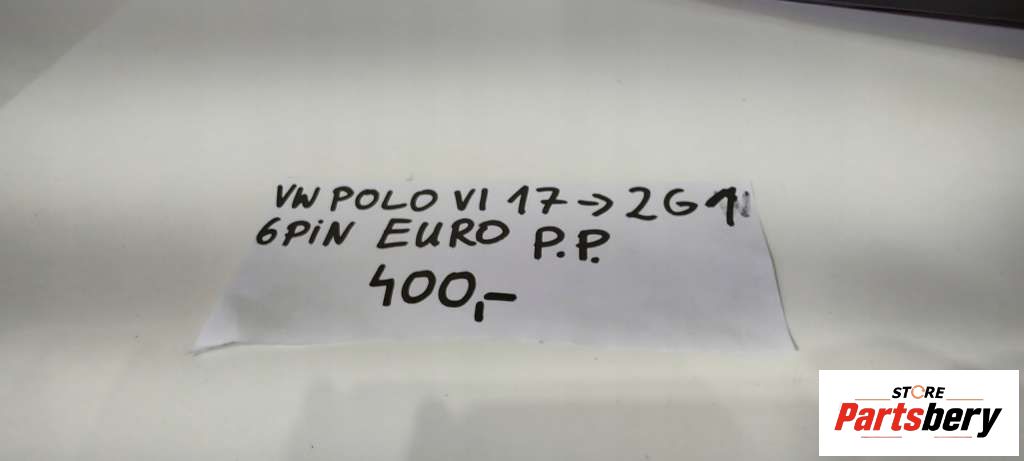 VW POLO VI 17 → 2G1
6PiN EURO P.P.
400,-
STORE
Partsbery